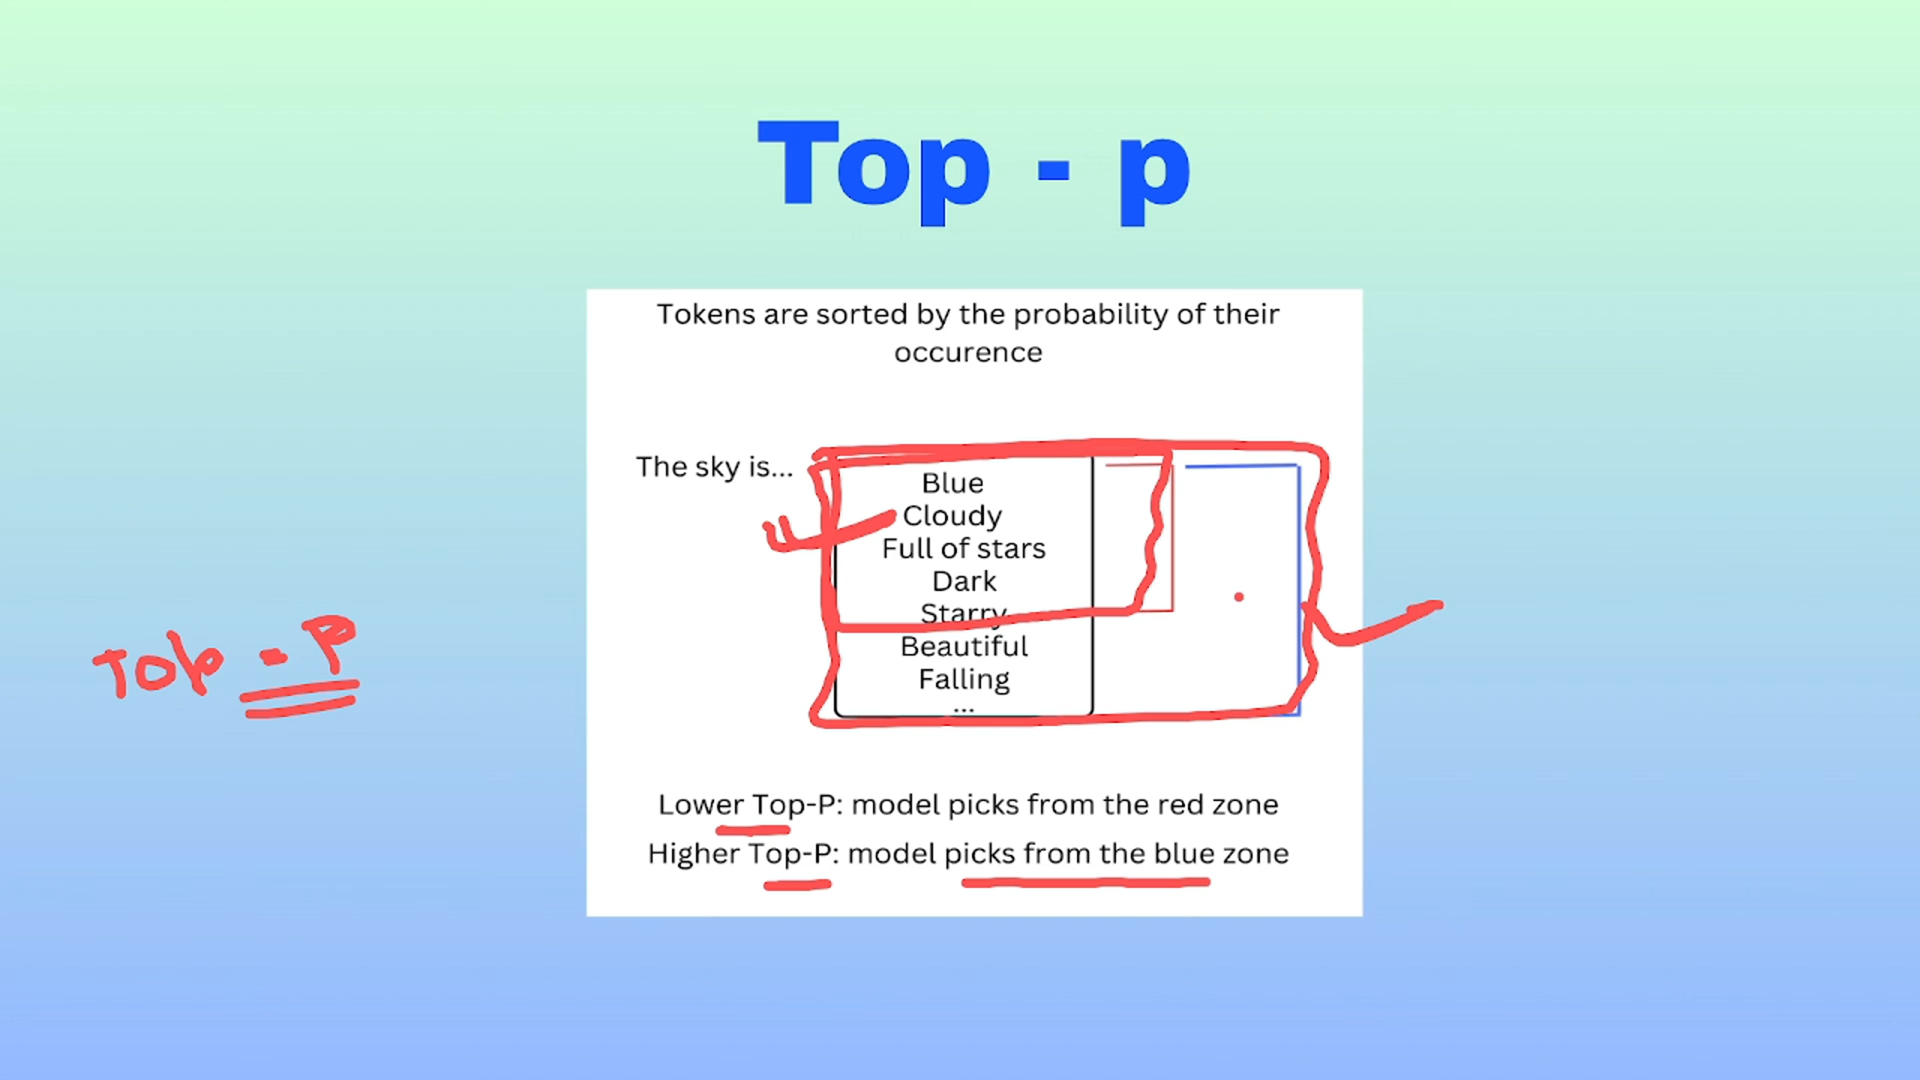 Top - p
Tokens are sorted by the probability of their
occurence
The sky is...
Blue
Cloudy
Full of stars
Dark
Starry
Beautiful
Falling
...
Top - P
Lower Top-P: model picks from the red zone
Higher Top-P: model picks from the blue zone